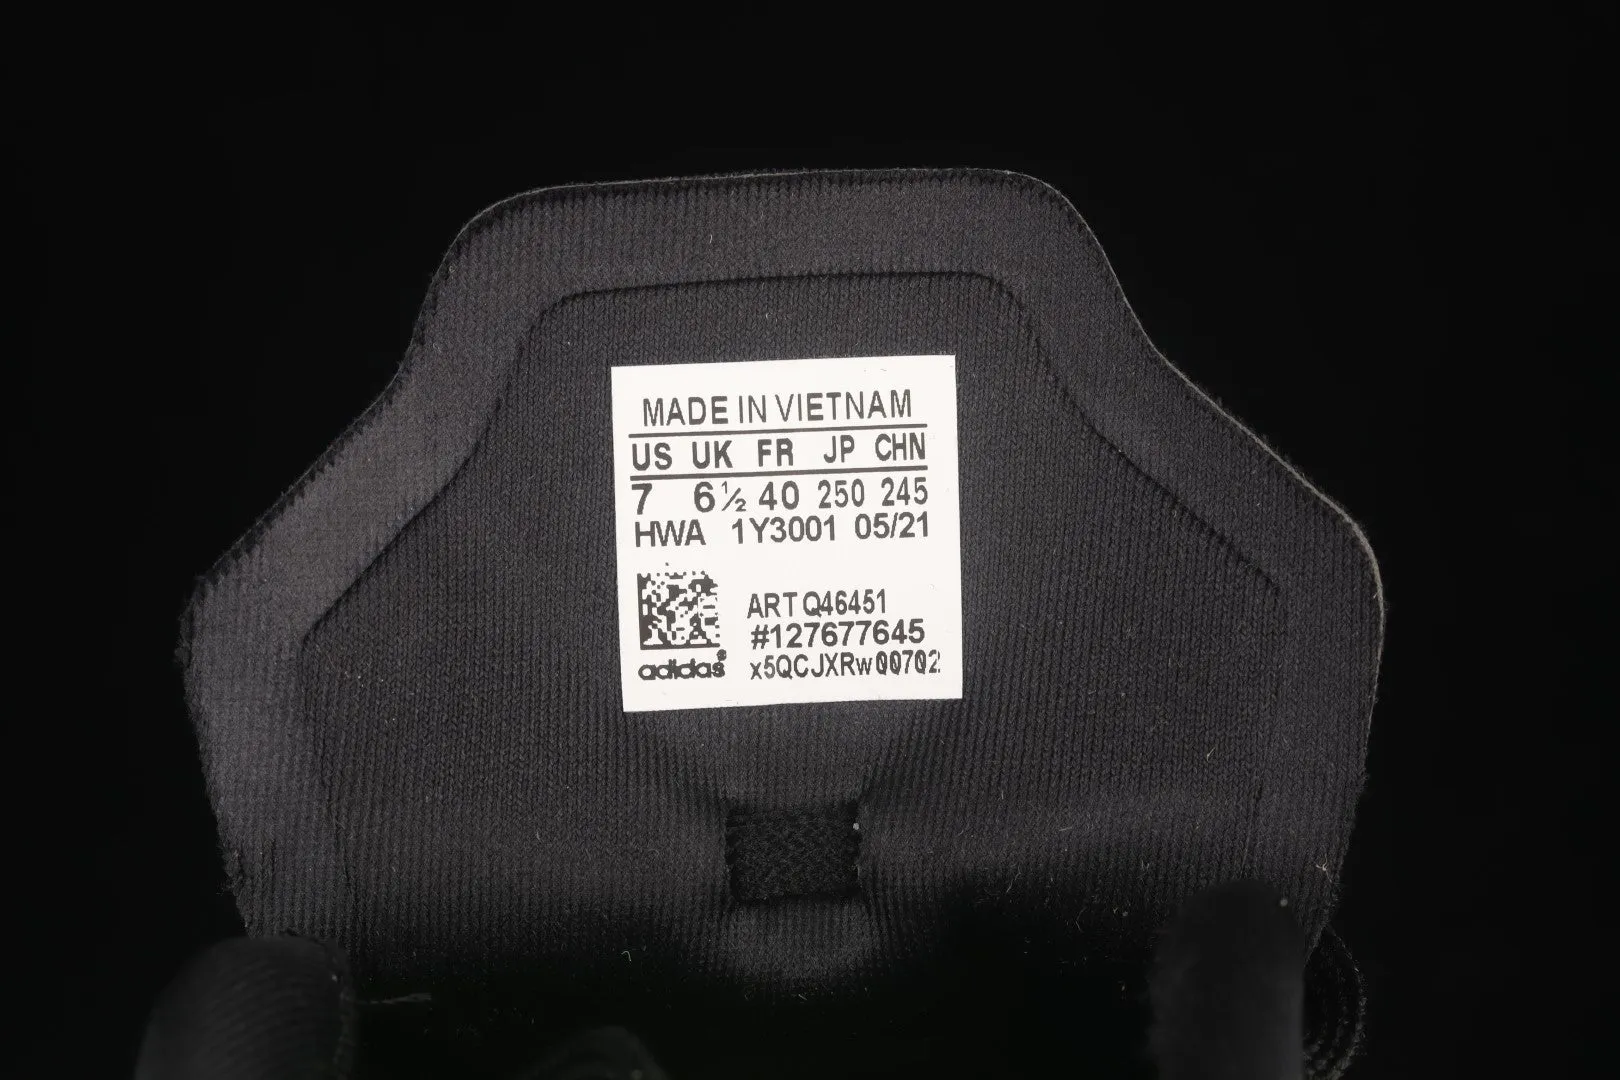 MADE IN VIETNAM
US UK FR JP CHN
7 6½ 40 250 245
HWA 1Y3001 05/21
ART Q46451
#127677645
adidas® x5QCJXRw00702